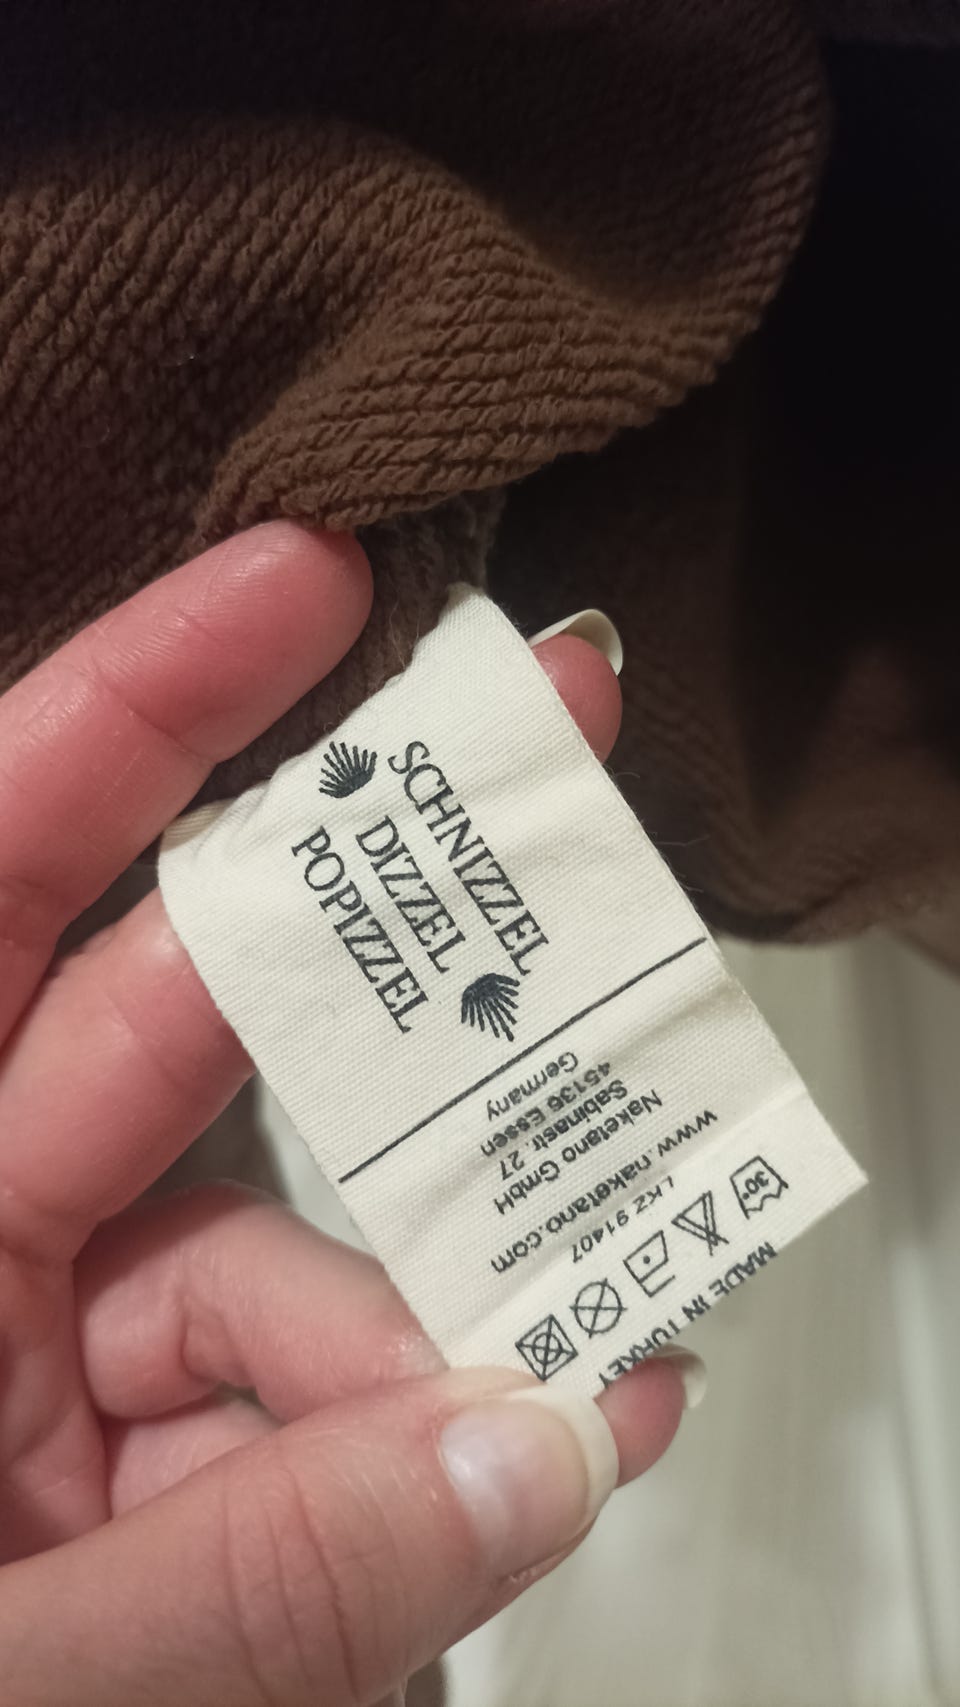 SCHNIZZEL
DIZZEL
POPIZZEL
MADE IN TURKEY
30°
LKZ 91407
www.naketano.com
Naketano GmbH
Sabinastr. 27
45136 Essen
Germany